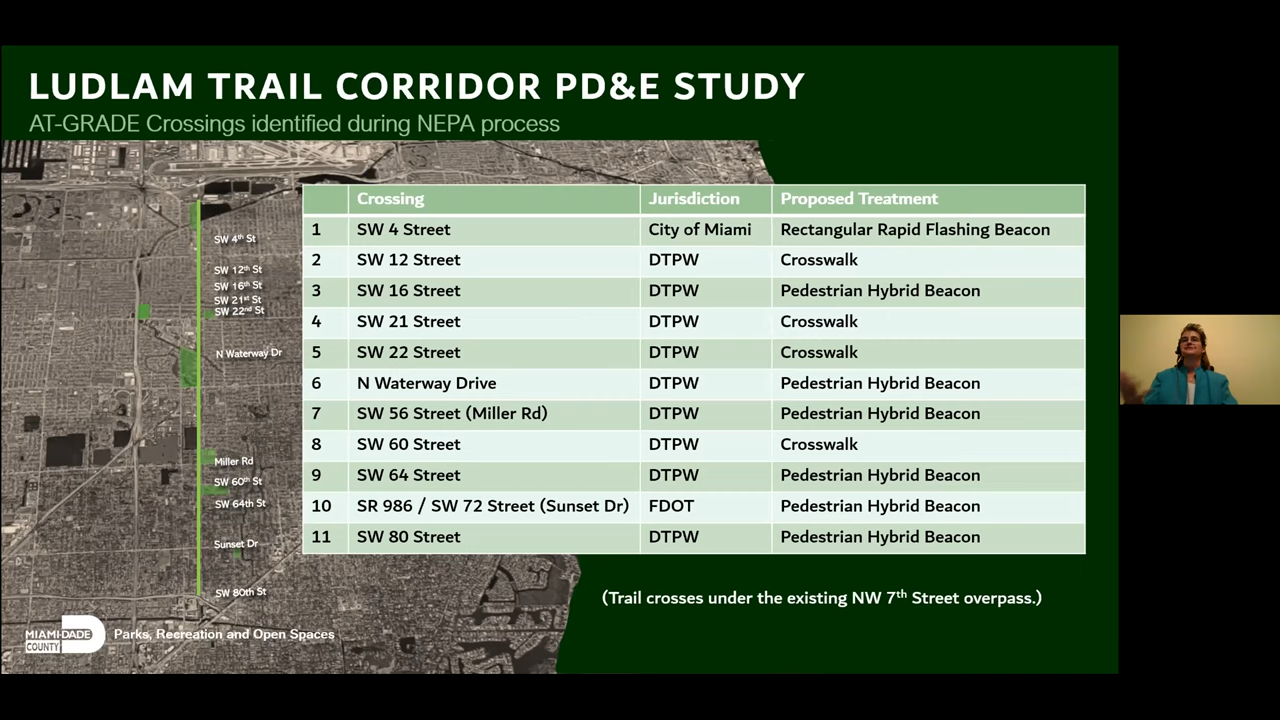 LUDLAM TRAIL CORRIDOR PD&E STUDY
AT-GRADE Crossings identified during NEPA process
Crossing Jurisdiction Proposed Treatment
1 SW 4 Street City of Miami Rectangular Rapid Flashing Beacon
2 SW 12 Street DTPW Crosswalk
3 SW 16 Street DTPW Pedestrian Hybrid Beacon
4 SW 21 Street DTPW Crosswalk
5 SW 22 Street DTPW Crosswalk
6 N Waterway Drive DTPW Pedestrian Hybrid Beacon
7 SW 56 Street (Miller Rd) DTPW Pedestrian Hybrid Beacon
8 SW 60 Street DTPW Crosswalk
9 SW 64 Street DTPW Pedestrian Hybrid Beacon
10 SR 986 / SW 72 Street (Sunset Dr) FDOT Pedestrian Hybrid Beacon
11 SW 80 Street DTPW Pedestrian Hybrid Beacon
SW 4th St
SW 12th St
SW 16th St
SW 21st St
SW 22nd St
N Waterway Dr
Miller Rd
SW 60th St
SW 64th St
Sunset Dr
SW 80th St
(Trail crosses under the existing NW 7th Street overpass.)
MIAMI-DADE
COUNTY
Parks, Recreation and Open Spaces